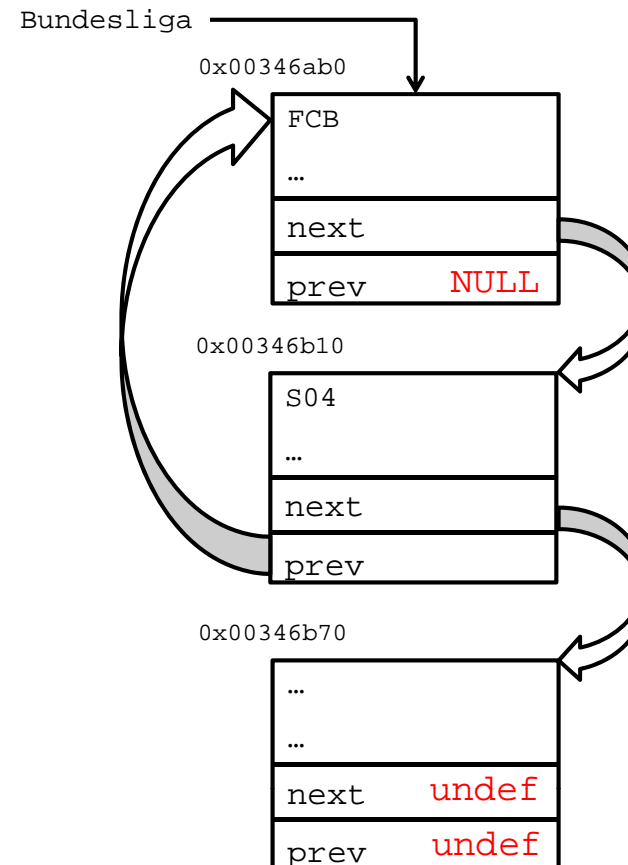 Bundesliga
0x00346ab0
FCB
…
next
prev NULL
0x00346b10
S04
…
next
prev
0x00346b70
…
…
next undef
prev undef